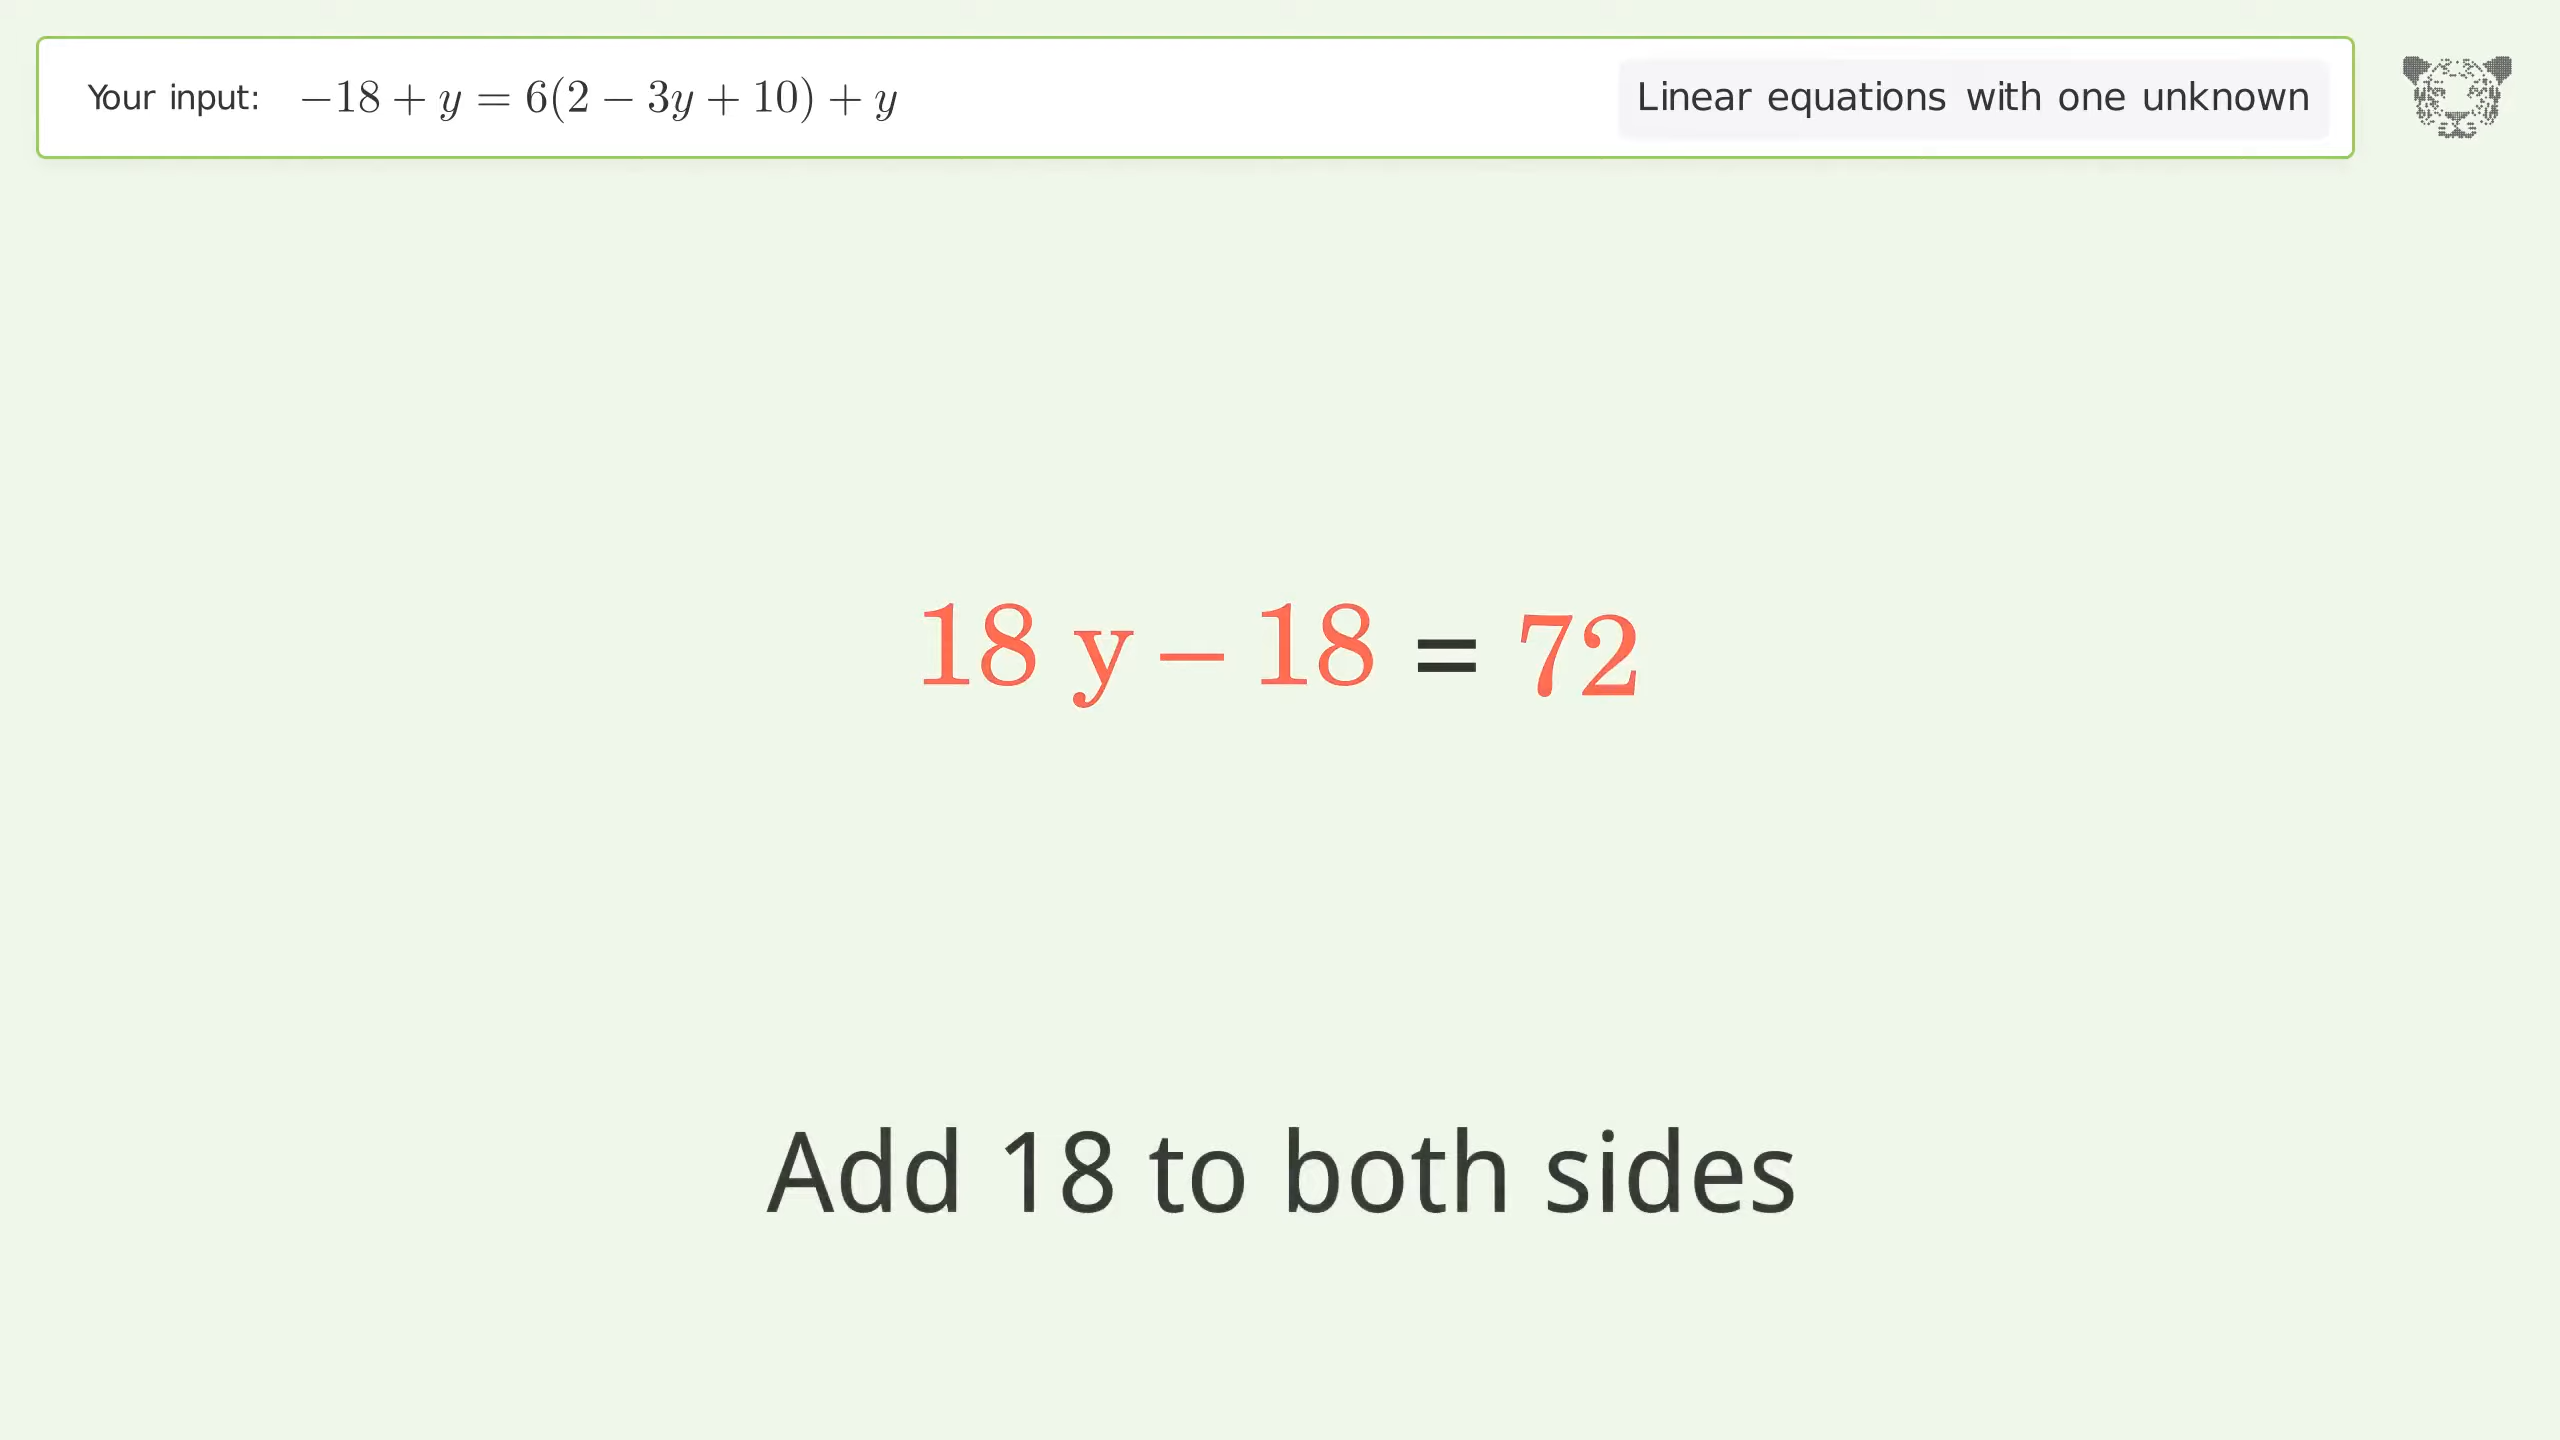 Your input: −18 + y = 6(2 − 3y + 10) + y
Linear equations with one unknown
18 y − 18 = 72
Add 18 to both sides